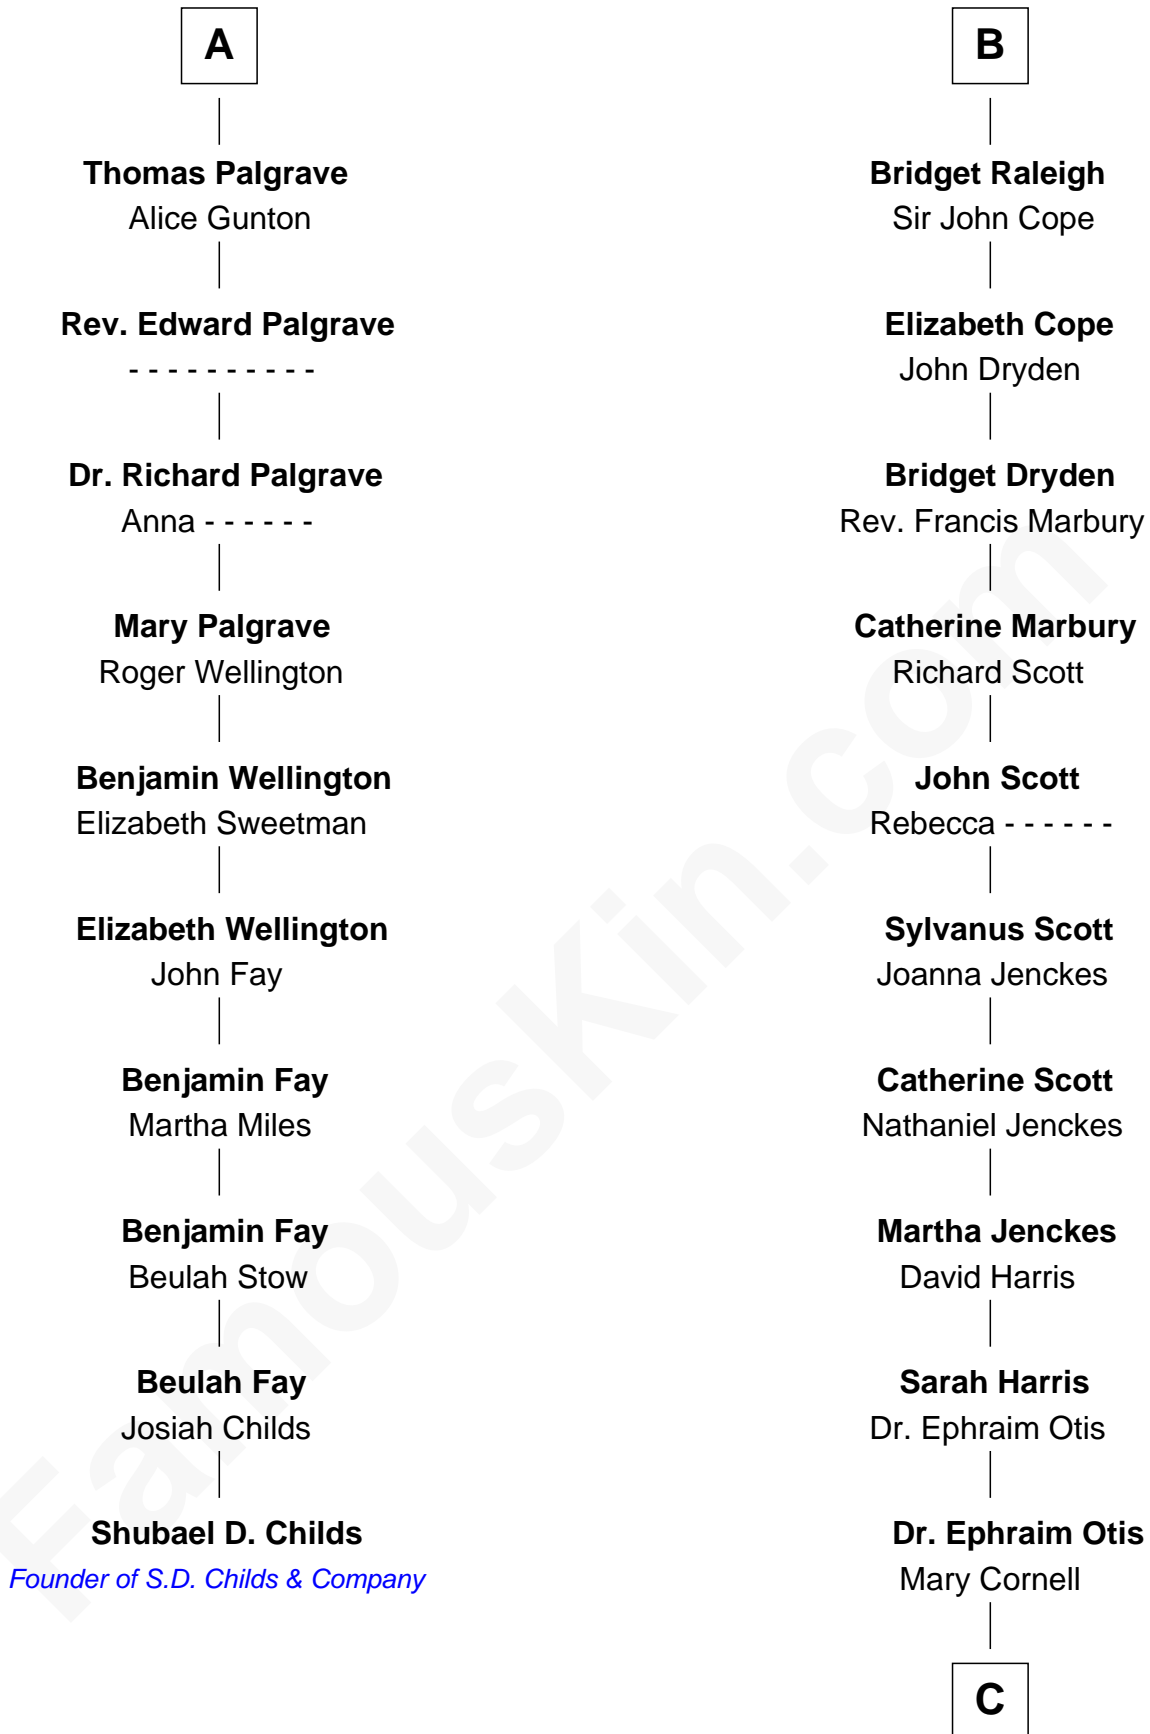 A
Thomas Palgrave
Alice Gunton
Rev. Edward Palgrave
- - - - - - - - - -
Dr. Richard Palgrave
Anna - - - - - -
Mary Palgrave
Roger Wellington
Benjamin Wellington
Elizabeth Sweetman
Elizabeth Wellington
John Fay
Benjamin Fay
Martha Miles
Benjamin Fay
Beulah Stow
Beulah Fay
Josiah Childs
Shubael D. Childs
Founder of S.D. Childs & Company
B
Bridget Raleigh
Sir John Cope
Elizabeth Cope
John Dryden
Bridget Dryden
Rev. Francis Marbury
Catherine Marbury
Richard Scott
John Scott
Rebecca - - - - - -
Sylvanus Scott
Joanna Jenckes
Catherine Scott
Nathaniel Jenckes
Martha Jenckes
David Harris
Sarah Harris
Dr. Ephraim Otis
Dr. Ephraim Otis
Mary Cornell
C
FamousKin.com